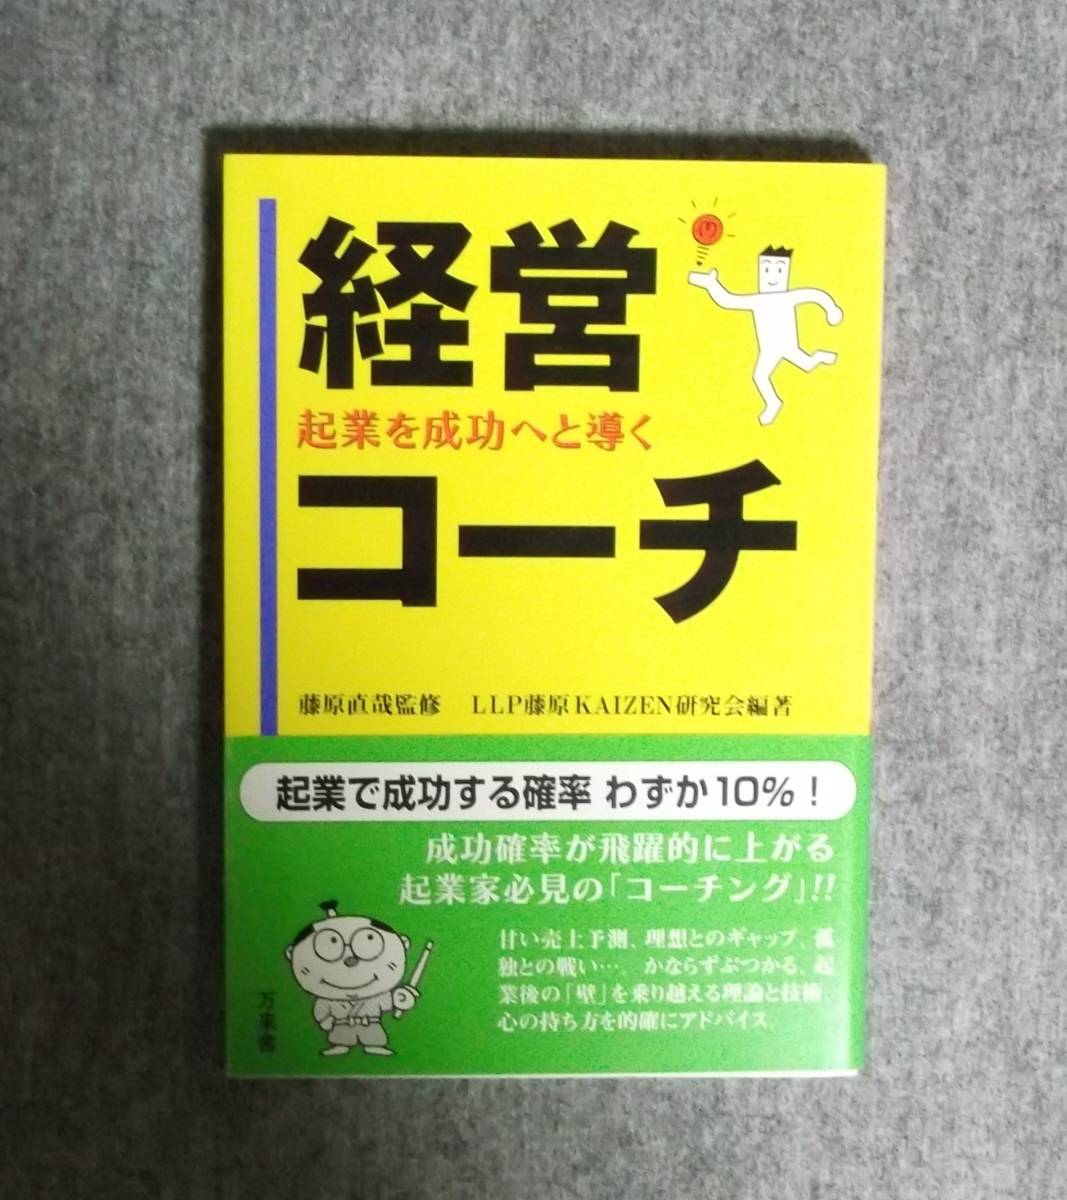 経営
起業を成功へと導く
コーチ
藤原直哉監修 LLP藤原KAIZEN研究会編著
起業で成功する確率 わずか10%!
成功確率が飛躍的に上がる
起業家必見の「コーチング」!!
甘い売上予測、理想とのギャップ、孤
独との戦い…。かならずぶつかる、起
業後の「壁」を乗り越える理論と技術、
心の持ち方を的確にアドバイス。
万来舎